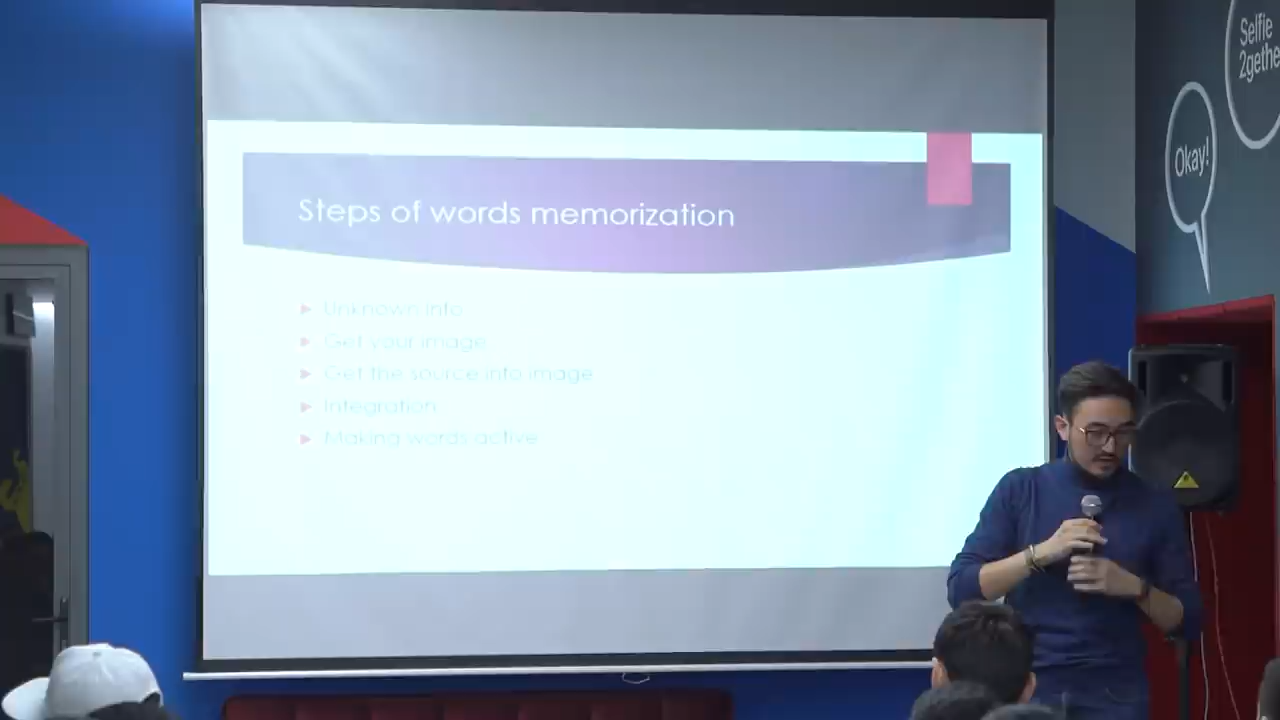 Steps of words memorization
Unknown info
Get your image
Get the source into image
Integration
Making words active
Selfie
2gethe
Okay!